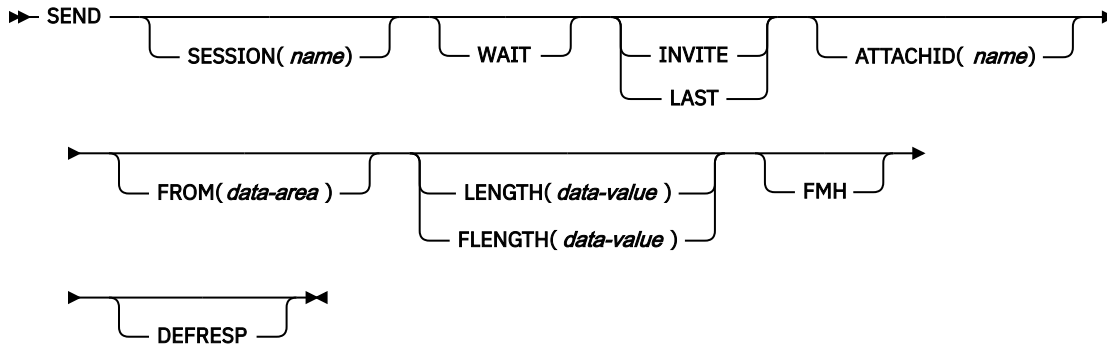 SEND
SESSION( name)
WAIT
INVITE
LAST
ATTACHID( name)
FROM( data-area )
LENGTH( data-value )
FLENGTH( data-value )
FMH
DEFRESP